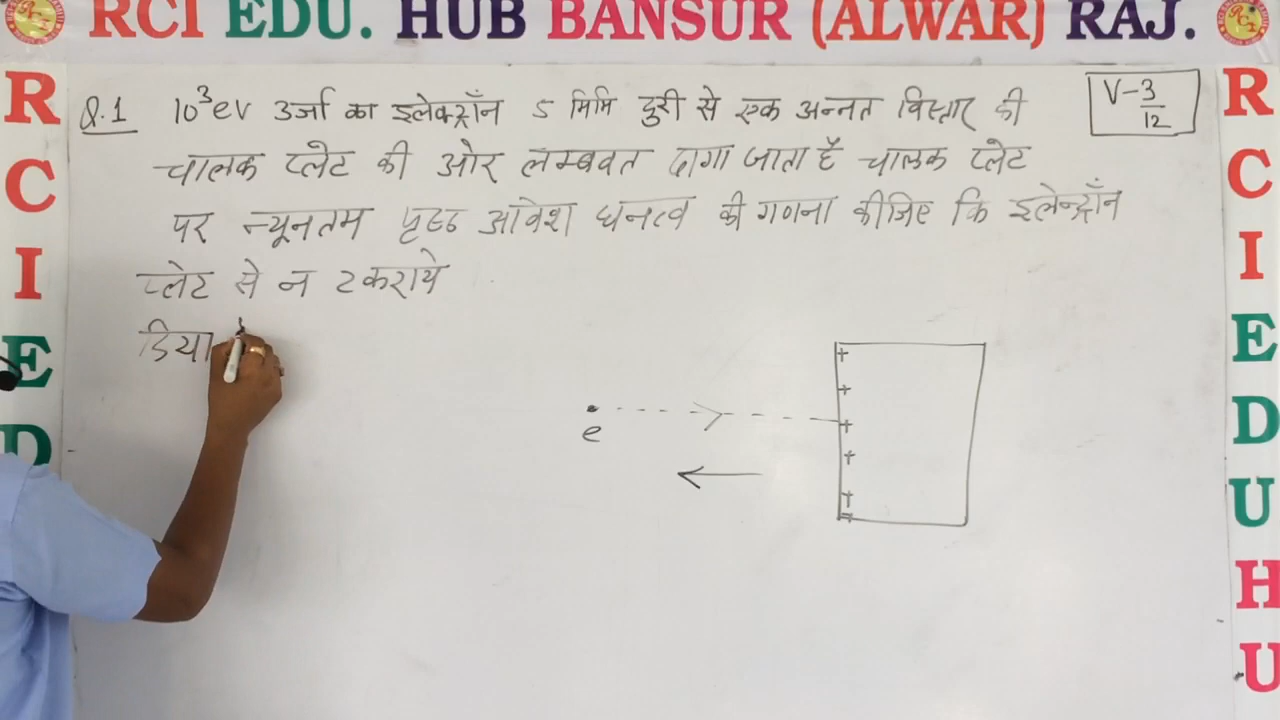 RCI EDU. HUB BANSUR (ALWAR) RAJ.
Q.1 10³ev उर्जा का इलेक्ट्रॉन 5 मिमि दुरी से एक अन्नत विस्तार की
V-3/12
चालक प्लेट की ओर लम्बवत दागा जाता है चालक प्लेट
पर न्यूनतम पृष्ठ आवेश घनत्व की गणना कीजिए कि इलेन्ट्रॉन
प्लेट से न टकराये
दिया
e
+
+
+
+
+
+
R
C
I
E
D
R
C
I
E
D
U
H
U